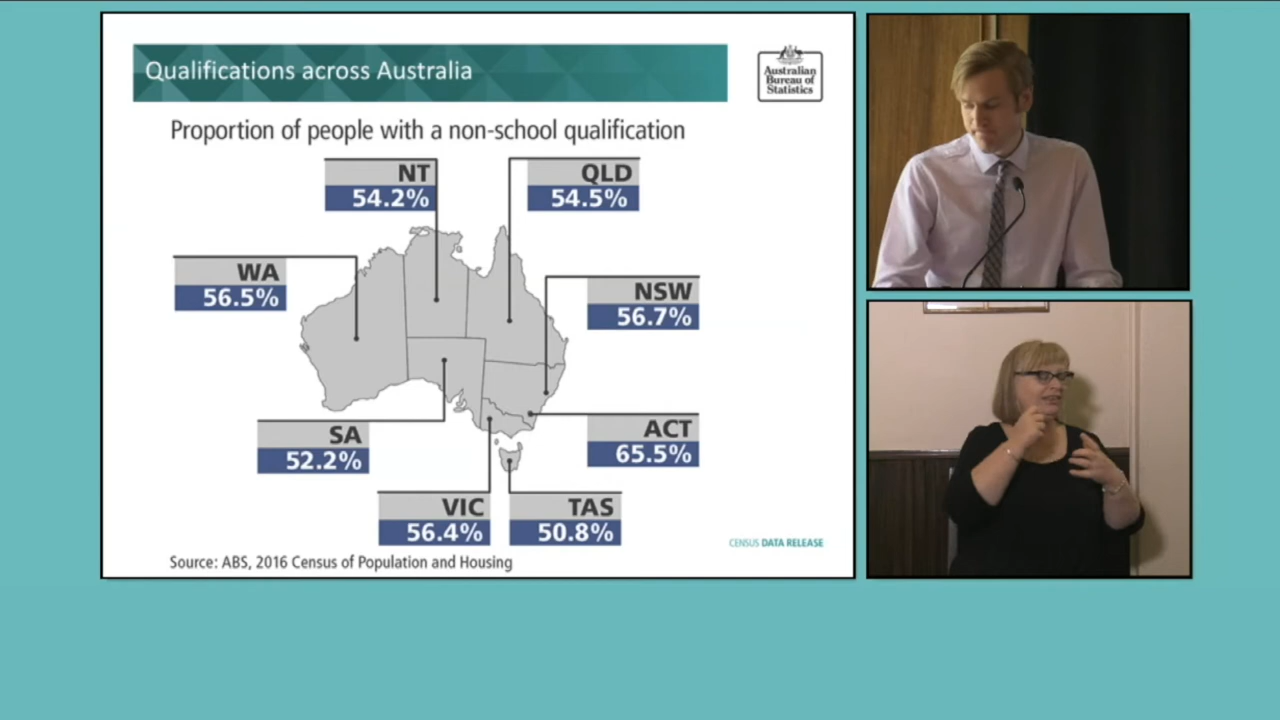 Qualifications across Australia
Australian
Bureau of
Statistics
Proportion of people with a non-school qualification
NT
54.2%
QLD
54.5%
WA
56.5%
NSW
56.7%
SA
52.2%
ACT
65.5%
VIC
56.4%
TAS
50.8%
CENSUS DATA RELEASE
Source: ABS, 2016 Census of Population and Housing